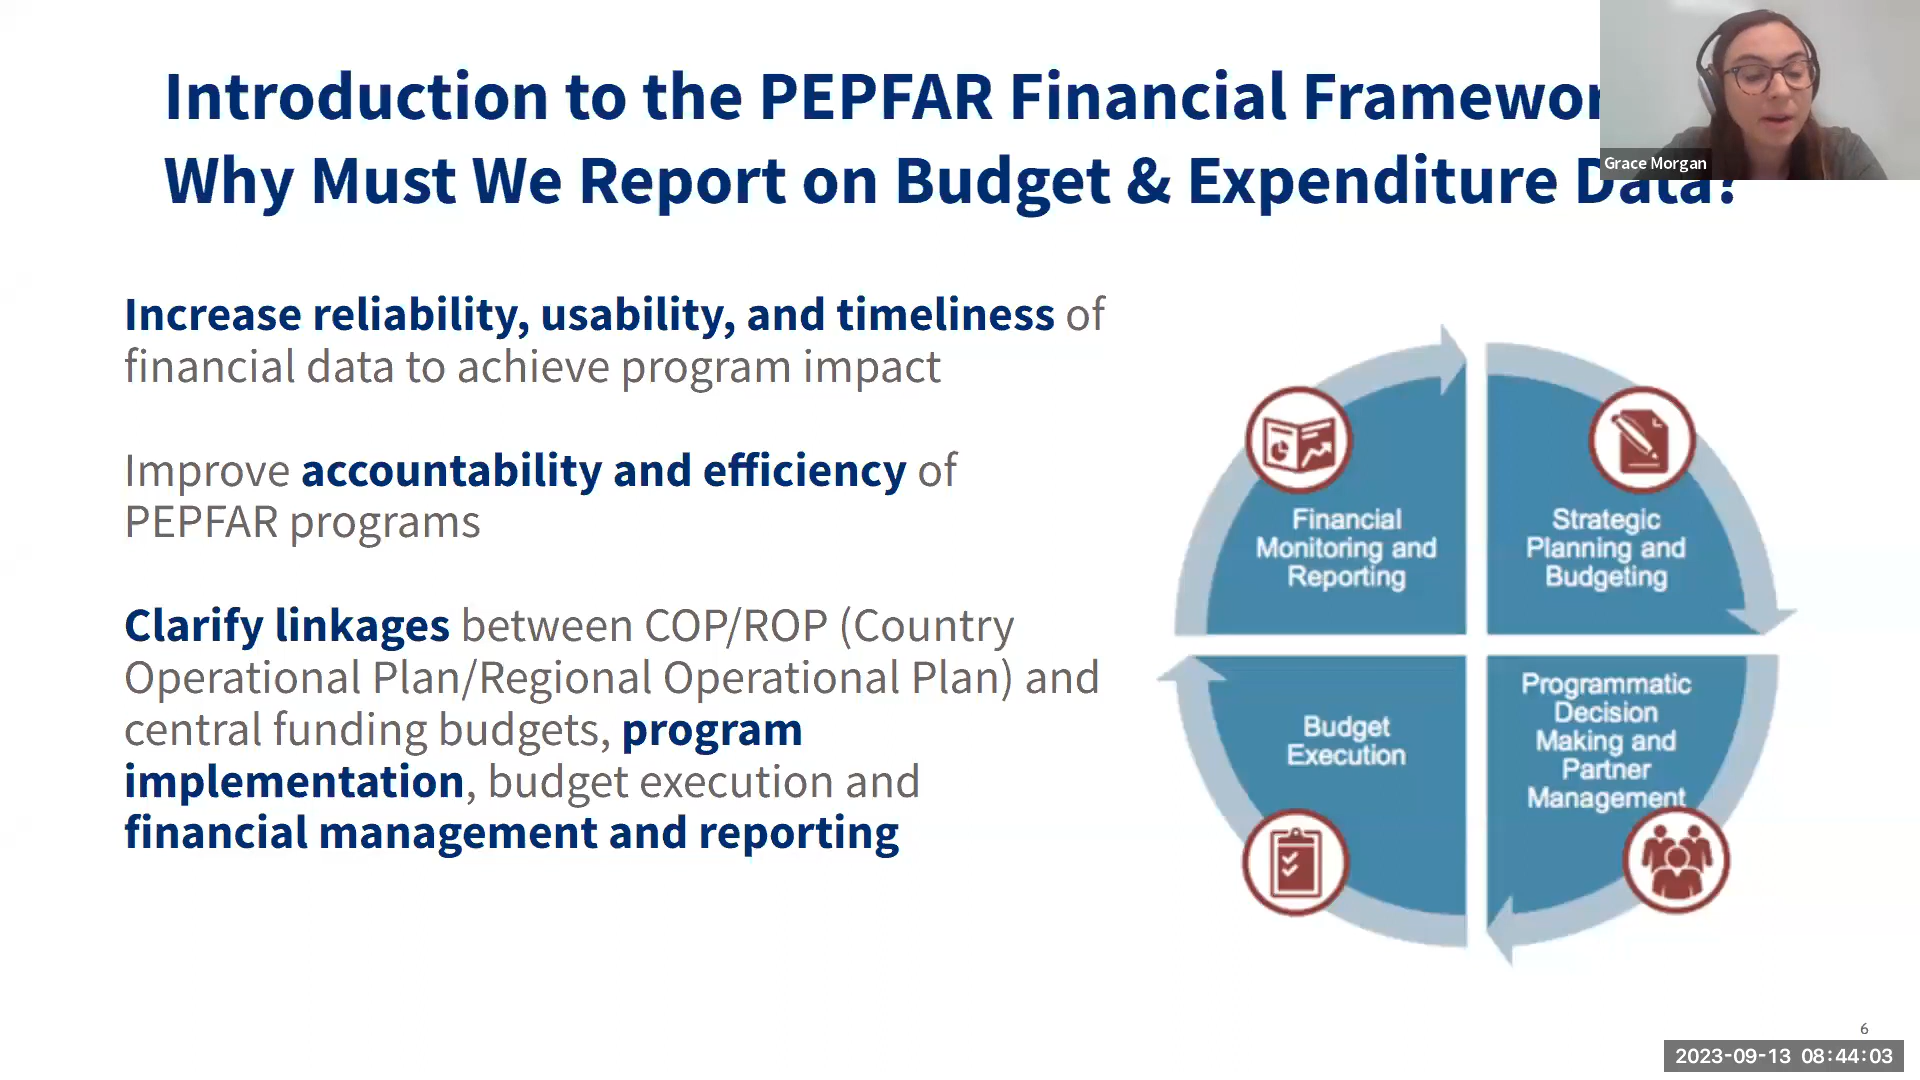 Introduction to the PEPFAR Financial
Why Must We Report on Budget & Expenditure Data?
Grace Morgan
Increase reliability, usability, and timeliness of
financial data to achieve program impact
Improve accountability and efficiency of
PEPFAR programs
Clarify linkages between COP/ROP (Country
Operational Plan/Regional Operational Plan) and
central funding budgets, program
implementation, budget execution and
financial management and reporting
Financial
Monitoring and
Reporting
Strategic
Planning and
Budgeting
Budget
Execution
Programmatic
Decision
Making and
Partner
Management
6
2023-09-13 08:44:03